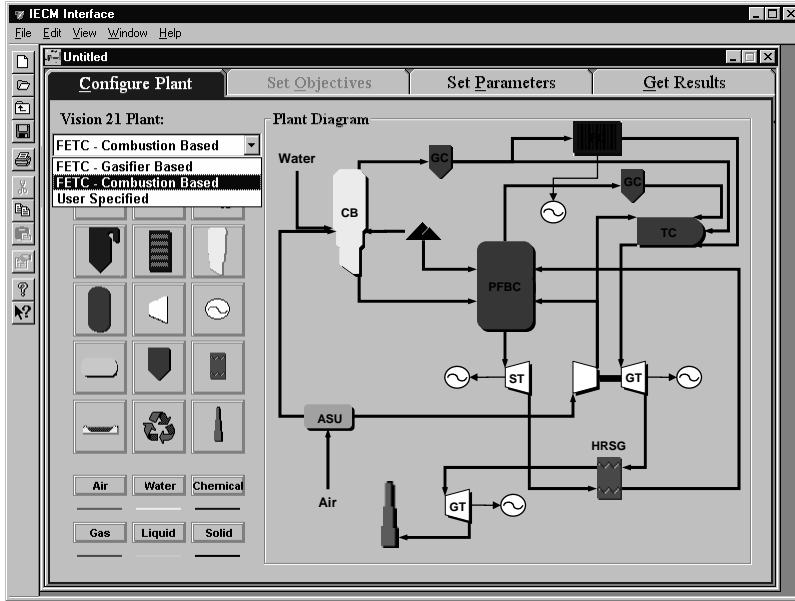 IECM Interface
File Edit View Window Help
Untitled
Configure Plant Set Objectives Set Parameters Get Results
Vision 21 Plant:
FETC - Combustion Based
FETC - Gasifier Based
FETC - Combustion Based
User Specified
Air Water Chemical
Gas Liquid Solid
Plant Diagram
Water
GC
GC
CB
TC
PFBC
ST
GT
ASU
HRSG
Air
GT